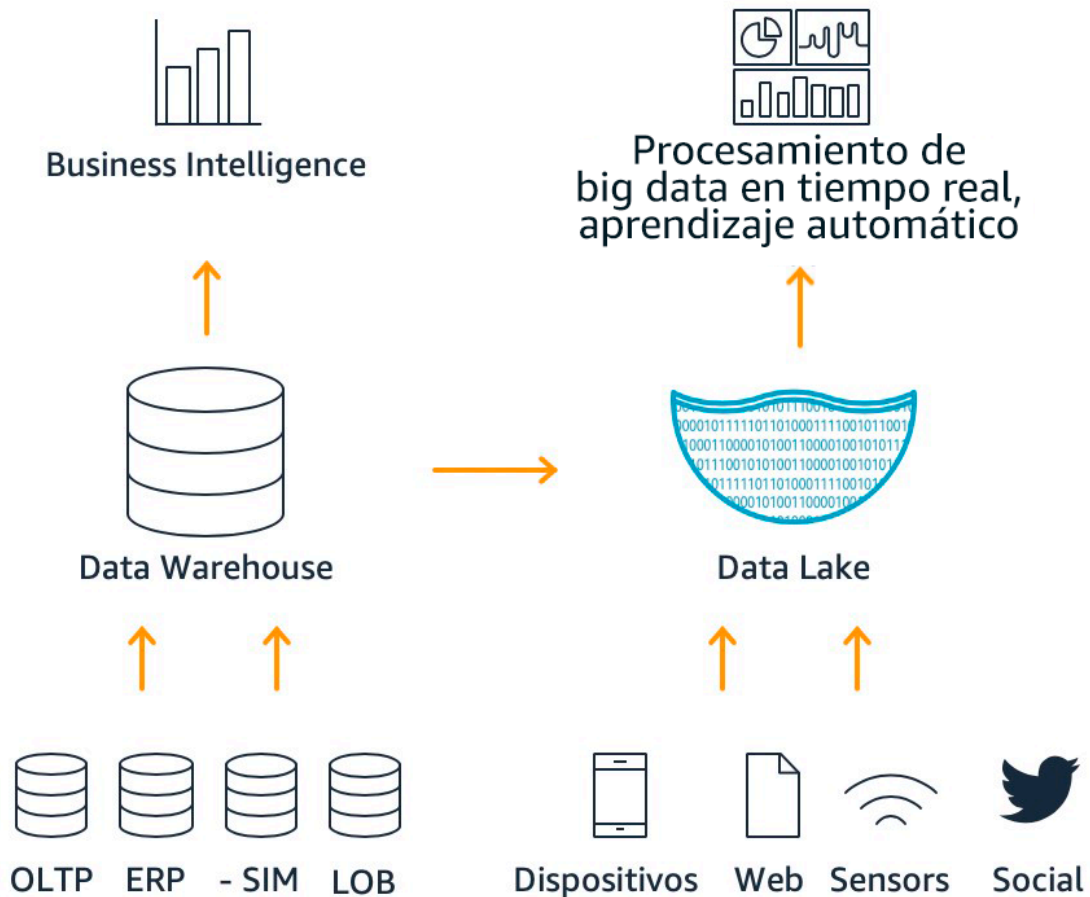 Business Intelligence
Procesamiento de
big data en tiempo real,
aprendizaje automático
Data Warehouse
Data Lake
OLTP
ERP
- SIM
LOB
Dispositivos
Web
Sensors
Social